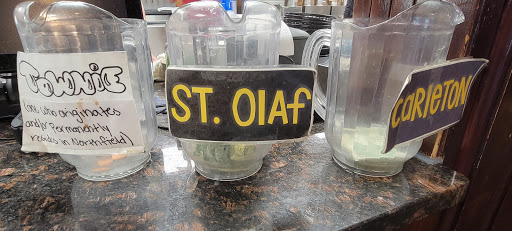 Townie
(one who originates
and/or Permanently
resides in Northfield)
ST. Olaf
carleton